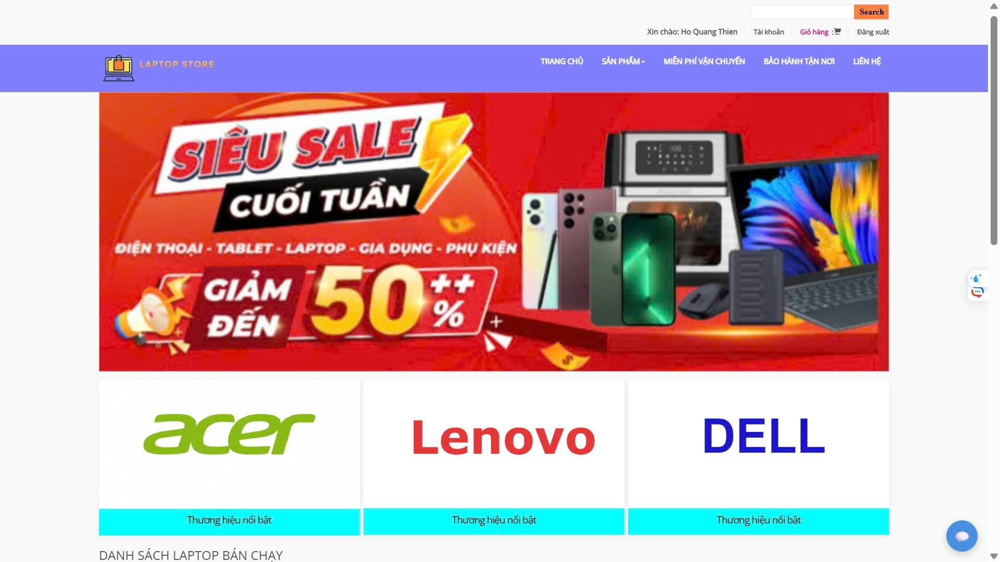 Search
Xin chào: Ho Quang Thien
Tài khoản
Giỏ hàng :
Đăng xuất
LAPTOP STORE
TRANG CHỦ
SẢN PHẨM
MIỄN PHÍ VẬN CHUYỂN
BẢO HÀNH TẬN NƠI
LIÊN HỆ
SIÊU SALE
CUỐI TUẦN
ĐIỆN THOẠI - TABLET - LAPTOP - GIA DỤNG - PHỤ KIỆN
GIẢM ĐẾN 50++%
acer
Lenovo
DELL
Thương hiệu nổi bật
Thương hiệu nổi bật
Thương hiệu nổi bật
DANH SÁCH LAPTOP BÁN CHẠY